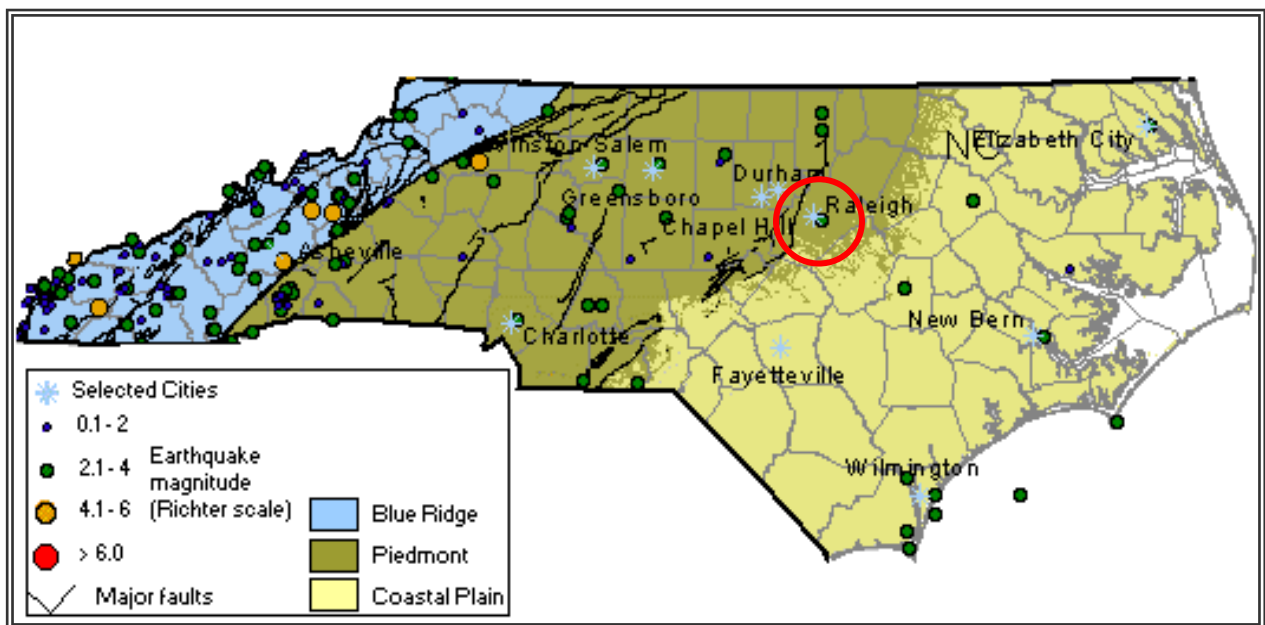 Elizabeth City
Winston-Salem
Durham
Greensboro
Raleigh
Chapel Hill
Asheville
New Bern
Charlotte
Fayetteville
Wilmington
Selected Cities
0.1 - 2
2.1 - 4 Earthquake
magnitude
4.1 - 6 (Richter scale)
> 6.0
Major faults
Blue Ridge
Piedmont
Coastal Plain